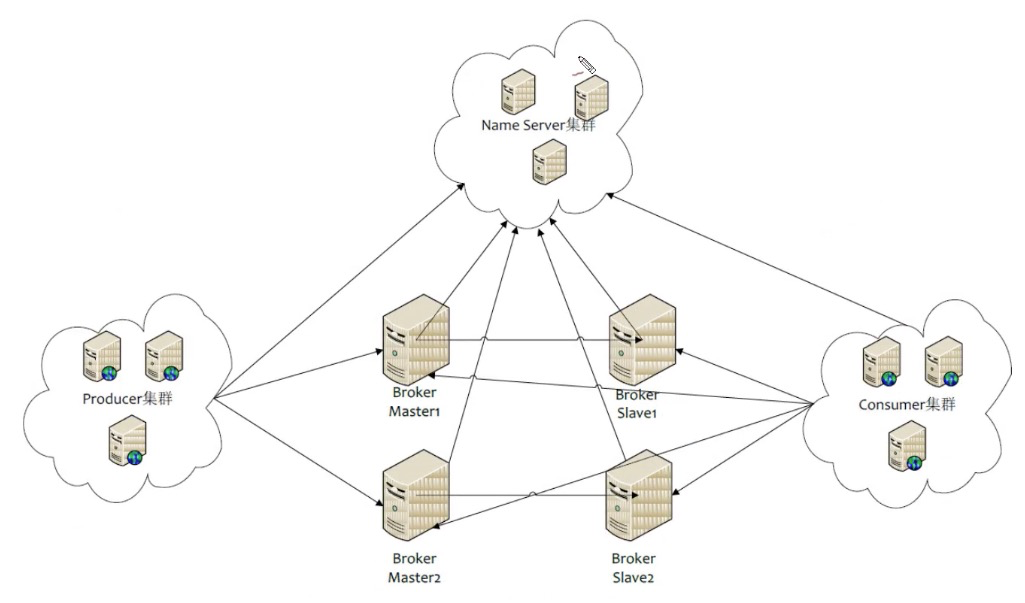 Name Server集群
Producer集群
Broker
Master1
Broker
Slave1
Consumer集群
Broker
Master2
Broker
Slave2